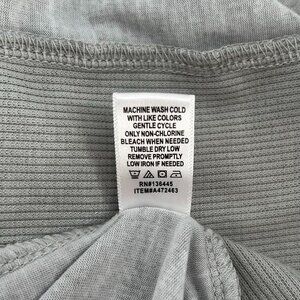 MACHINE WASH COLD
WITH LIKE COLORS
GENTLE CYCLE
ONLY NON-CHLORINE
BLEACH WHEN NEEDED
TUMBLE DRY LOW
REMOVE PROMPTLY
LOW IRON IF NEEDED
RN#136445
ITEM#A472463